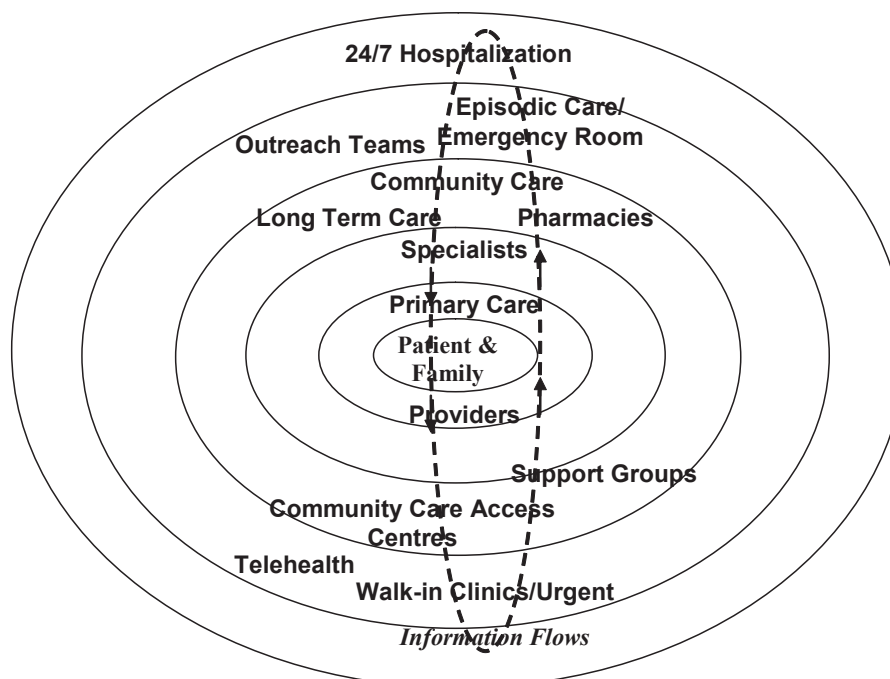 24/7 Hospitalization
Episodic Care/
Emergency Room
Outreach Teams
Community Care
Long Term Care
Pharmacies
Specialists
Primary Care
Patient &
Family
Providers
Support Groups
Community Care Access
Centres
Telehealth
Walk-in Clinics/Urgent
Information Flows